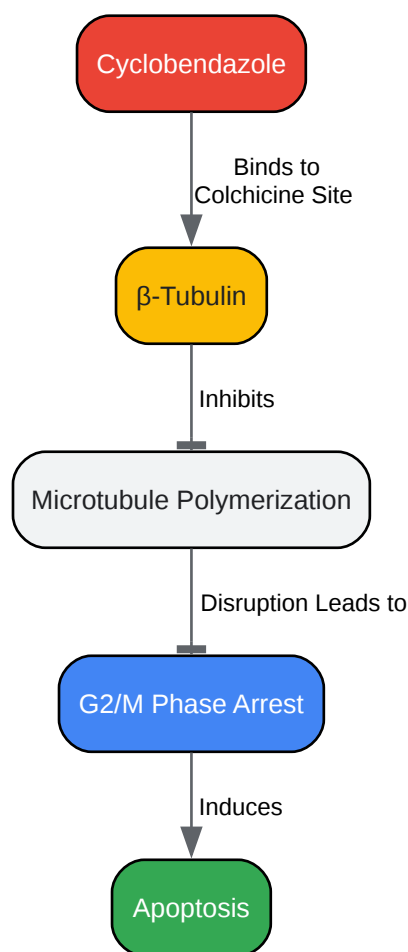 Cyclobendazole
Binds to
Colchicine Site
β-Tubulin
Inhibits
Microtubule Polymerization
Disruption Leads to
G2/M Phase Arrest
Induces
Apoptosis